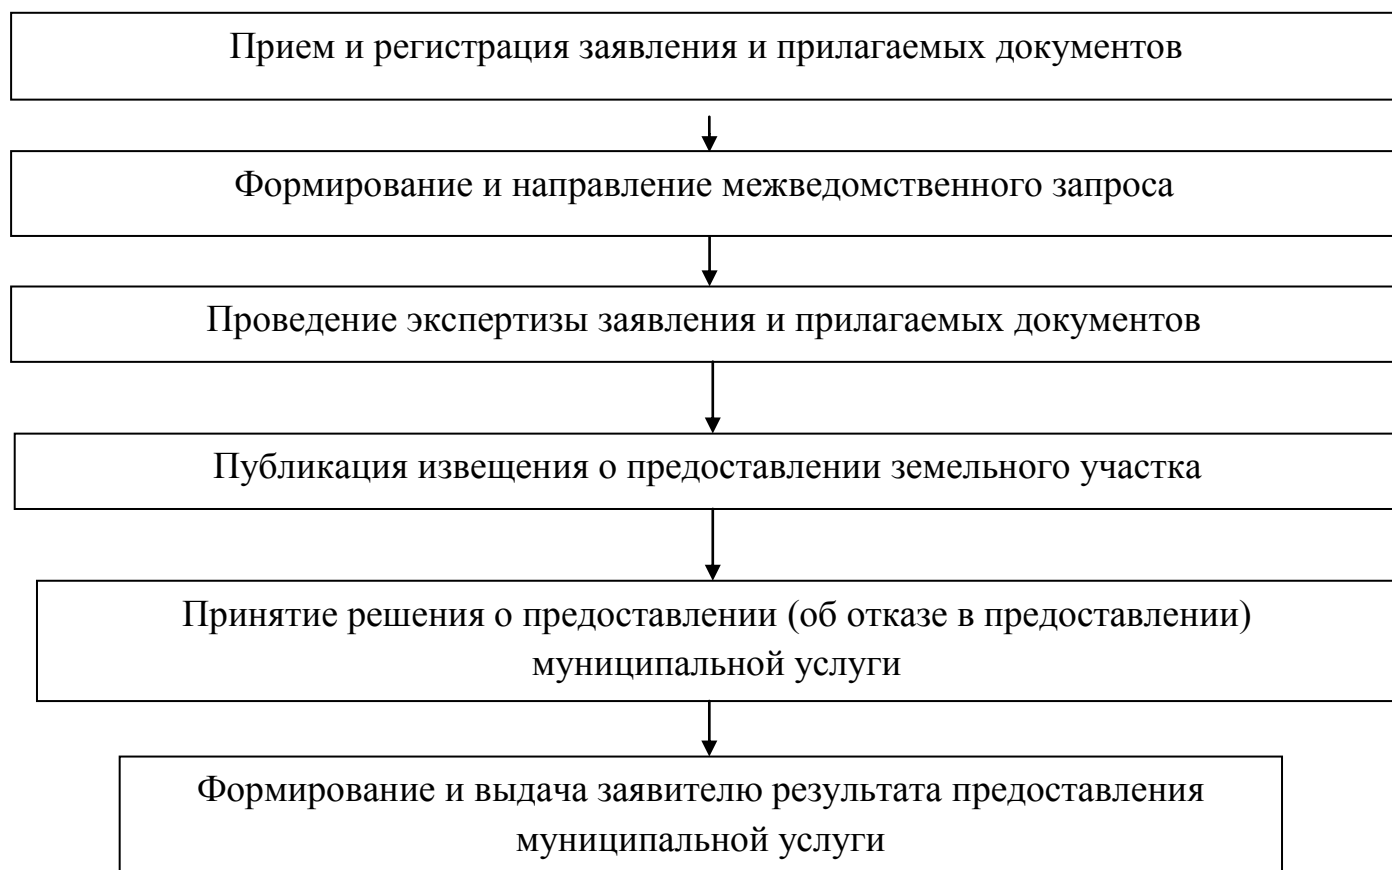 Прием и регистрация заявления и прилагаемых документов
Формирование и направление межведомственного запроса
Проведение экспертизы заявления и прилагаемых документов
Публикация извещения о предоставлении земельного участка
Принятие решения о предоставлении (об отказе в предоставлении)
муниципальной услуги
Формирование и выдача заявителю результата предоставления
муниципальной услуги